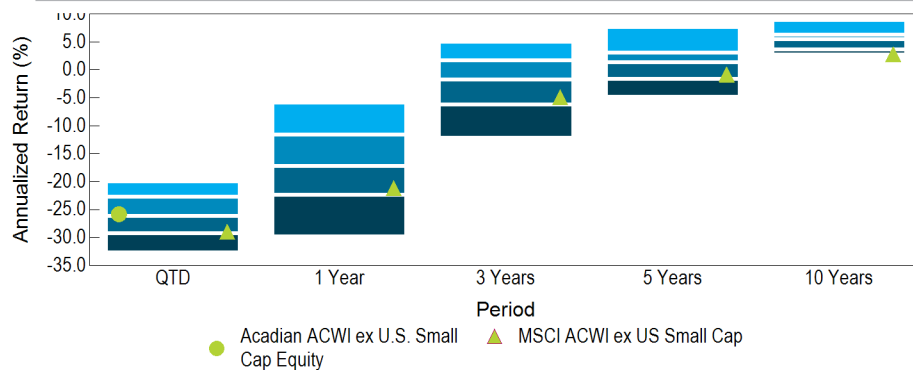 10.0
5.0
0.0
-5.0
-10.0
-15.0
-20.0
-25.0
-30.0
-35.0
Annualized Return (%)
QTD 1 Year 3 Years 5 Years 10 Years
Period
Acadian ACWI ex U.S. Small
Cap Equity
MSCI ACWI ex US Small Cap